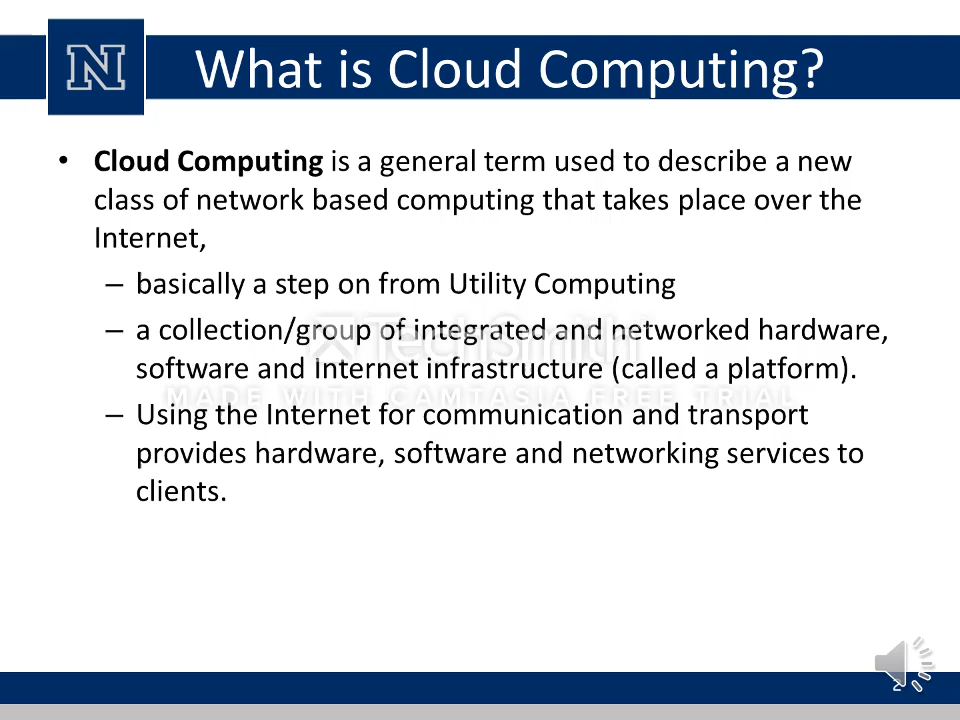 N
What is Cloud Computing?
• Cloud Computing is a general term used to describe a new
class of network based computing that takes place over the
Internet,
– basically a step on from Utility Computing
– a collection/group of integrated and networked hardware,
software and Internet infrastructure (called a platform).
– Using the Internet for communication and transport
provides hardware, software and networking services to
clients.
TechSmith
MADE WITH CAMTASIA FREE TRIAL
2